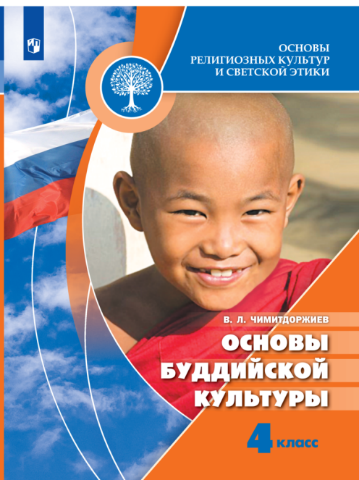 ОСНОВЫ
РЕЛИГИОЗНЫХ КУЛЬТУР
И СВЕТСКОЙ ЭТИКИ
В. Л. ЧИМИТДОРЖИЕВ
ОСНОВЫ
БУДДИЙСКОЙ
КУЛЬТУРЫ
4 класс